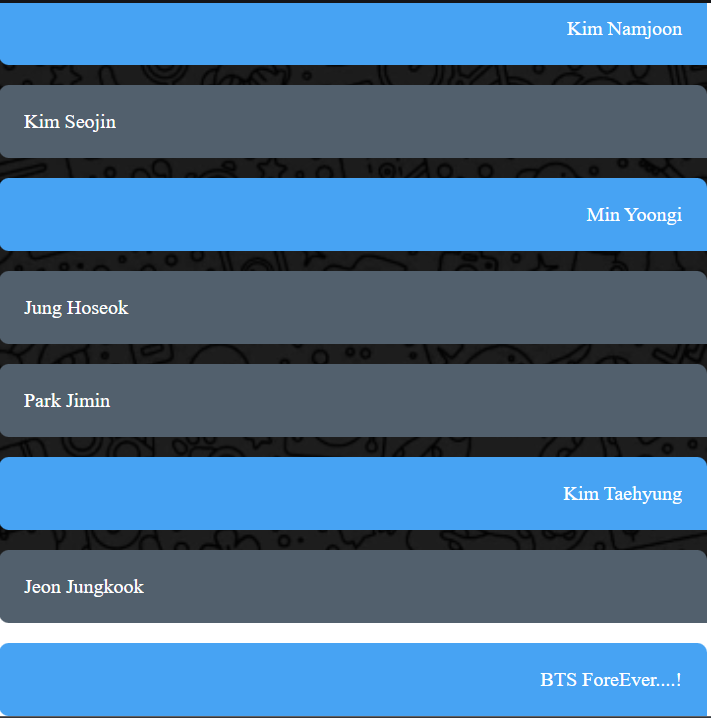 Kim Namjoon
Kim Seojin
Min Yoongi
Jung Hoseok
Park Jimin
Kim Taehyung
Jeon Jungkook
BTS ForeEver....!